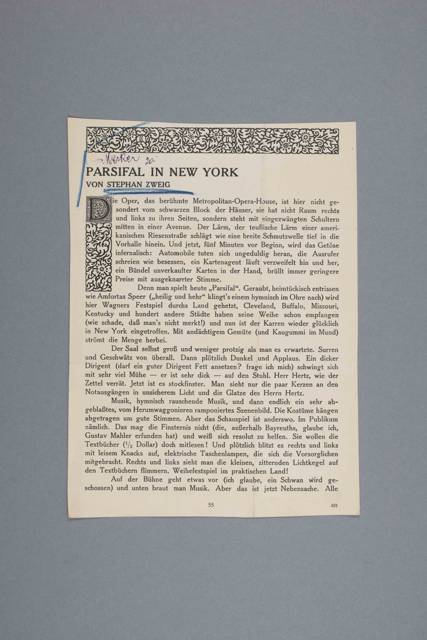 Merker 20
PARSIFAL IN NEW YORK
VON STEPHAN ZWEIG
Die Oper, das berühmte Metropolitan-Opera-House, ist hier nicht ge-
sondert vom schwarzen Block der Häuser, sie hat nicht Raum rechts
und links zu ihren Seiten, sondern steht mit eingezwängten Schultern
mitten in einer Avenue. Der Lärm, der teuflische Lärm einer ameri-
kanischen Riesenstraße schlägt wie eine breite Schmutzwelle tief in die
Vorhalle hinein. Und jetzt, fünf Minuten vor Beginn, wird das Getöse
infernalisch: Automobile tuten sich ungeduldig heran, die Ausrufer
schreien wie besessen, ein Kartenagent läuft verzweifelt hin und her,
ein Bündel unverkaufter Karten in der Hand, brüllt immer geringere
Preise mit ausgeknarrter Stimme.
Denn man spielt heute „Parsifal“. Geraubt, heimtückisch entrissen
wie Amfortas Speer („heilig und hehr“ klingt's einem hymnisch im Ohre nach) wird
hier Wagners Festspiel durchs Land gehetzt, Cleveland, Buffalo, Missouri,
Kentucky und hundert andere Städte haben seine Weihe schon empfangen
(wie schade, daß man's nicht merkt!) und nun ist der Karren wieder glücklich
in New York eingetroffen. Mit andächtigem Gemüte (und Kaugummi im Mund)
strömt die Menge herbei.
Der Saal selbst groß und weniger protzig als man es erwartete. Surren
und Geschwätz von überall. Dann plötzlich Dunkel und Applaus. Ein dicker
Dirigent (darf ein guter Dirigent Fett ansetzen? frage ich mich) schwingt sich
mit sehr viel Mühe — er ist sehr dick — auf den Stuhl. Herr Hertz, wie der
Zettel verrät. Jetzt ist es stockfinster. Man sieht nur die paar Kerzen an den
Notausgängen in unsicherem Licht und die Glatze des Herrn Hertz.
Musik, hymnisch rauschende Musik, und dann endlich ein sehr ab-
geblaßtes, vom Herumwaggonieren ramponiertes Szenenbild. Die Kostüme hängen
abgetragen um gute Stimmen. Aber das Schauspiel ist anderswo. Im Publikum
nämlich. Das mag die Finsternis nicht (die, außerhalb Bayreuths, glaube ich,
Gustav Mahler erfunden hat) und weiß sich resolut zu helfen. Sie wollen die
Textbücher (½ Dollar) doch mitlesen! Und plötzlich blitzt es rechts und links
mit leisem Knacks auf, elektrische Taschenlampen, die sich die Vorsorglichen
mitgebracht. Rechts und links sieht man die kleinen, zitternden Lichtkegel auf
den Textbüchern flimmern. Weihefestspiel im praktischen Land!
Auf der Bühne geht etwas vor (ich glaube, ein Schwan wird ge-
schossen) und unten braut man Musik. Aber das ist jetzt Nebensache. Alle
55